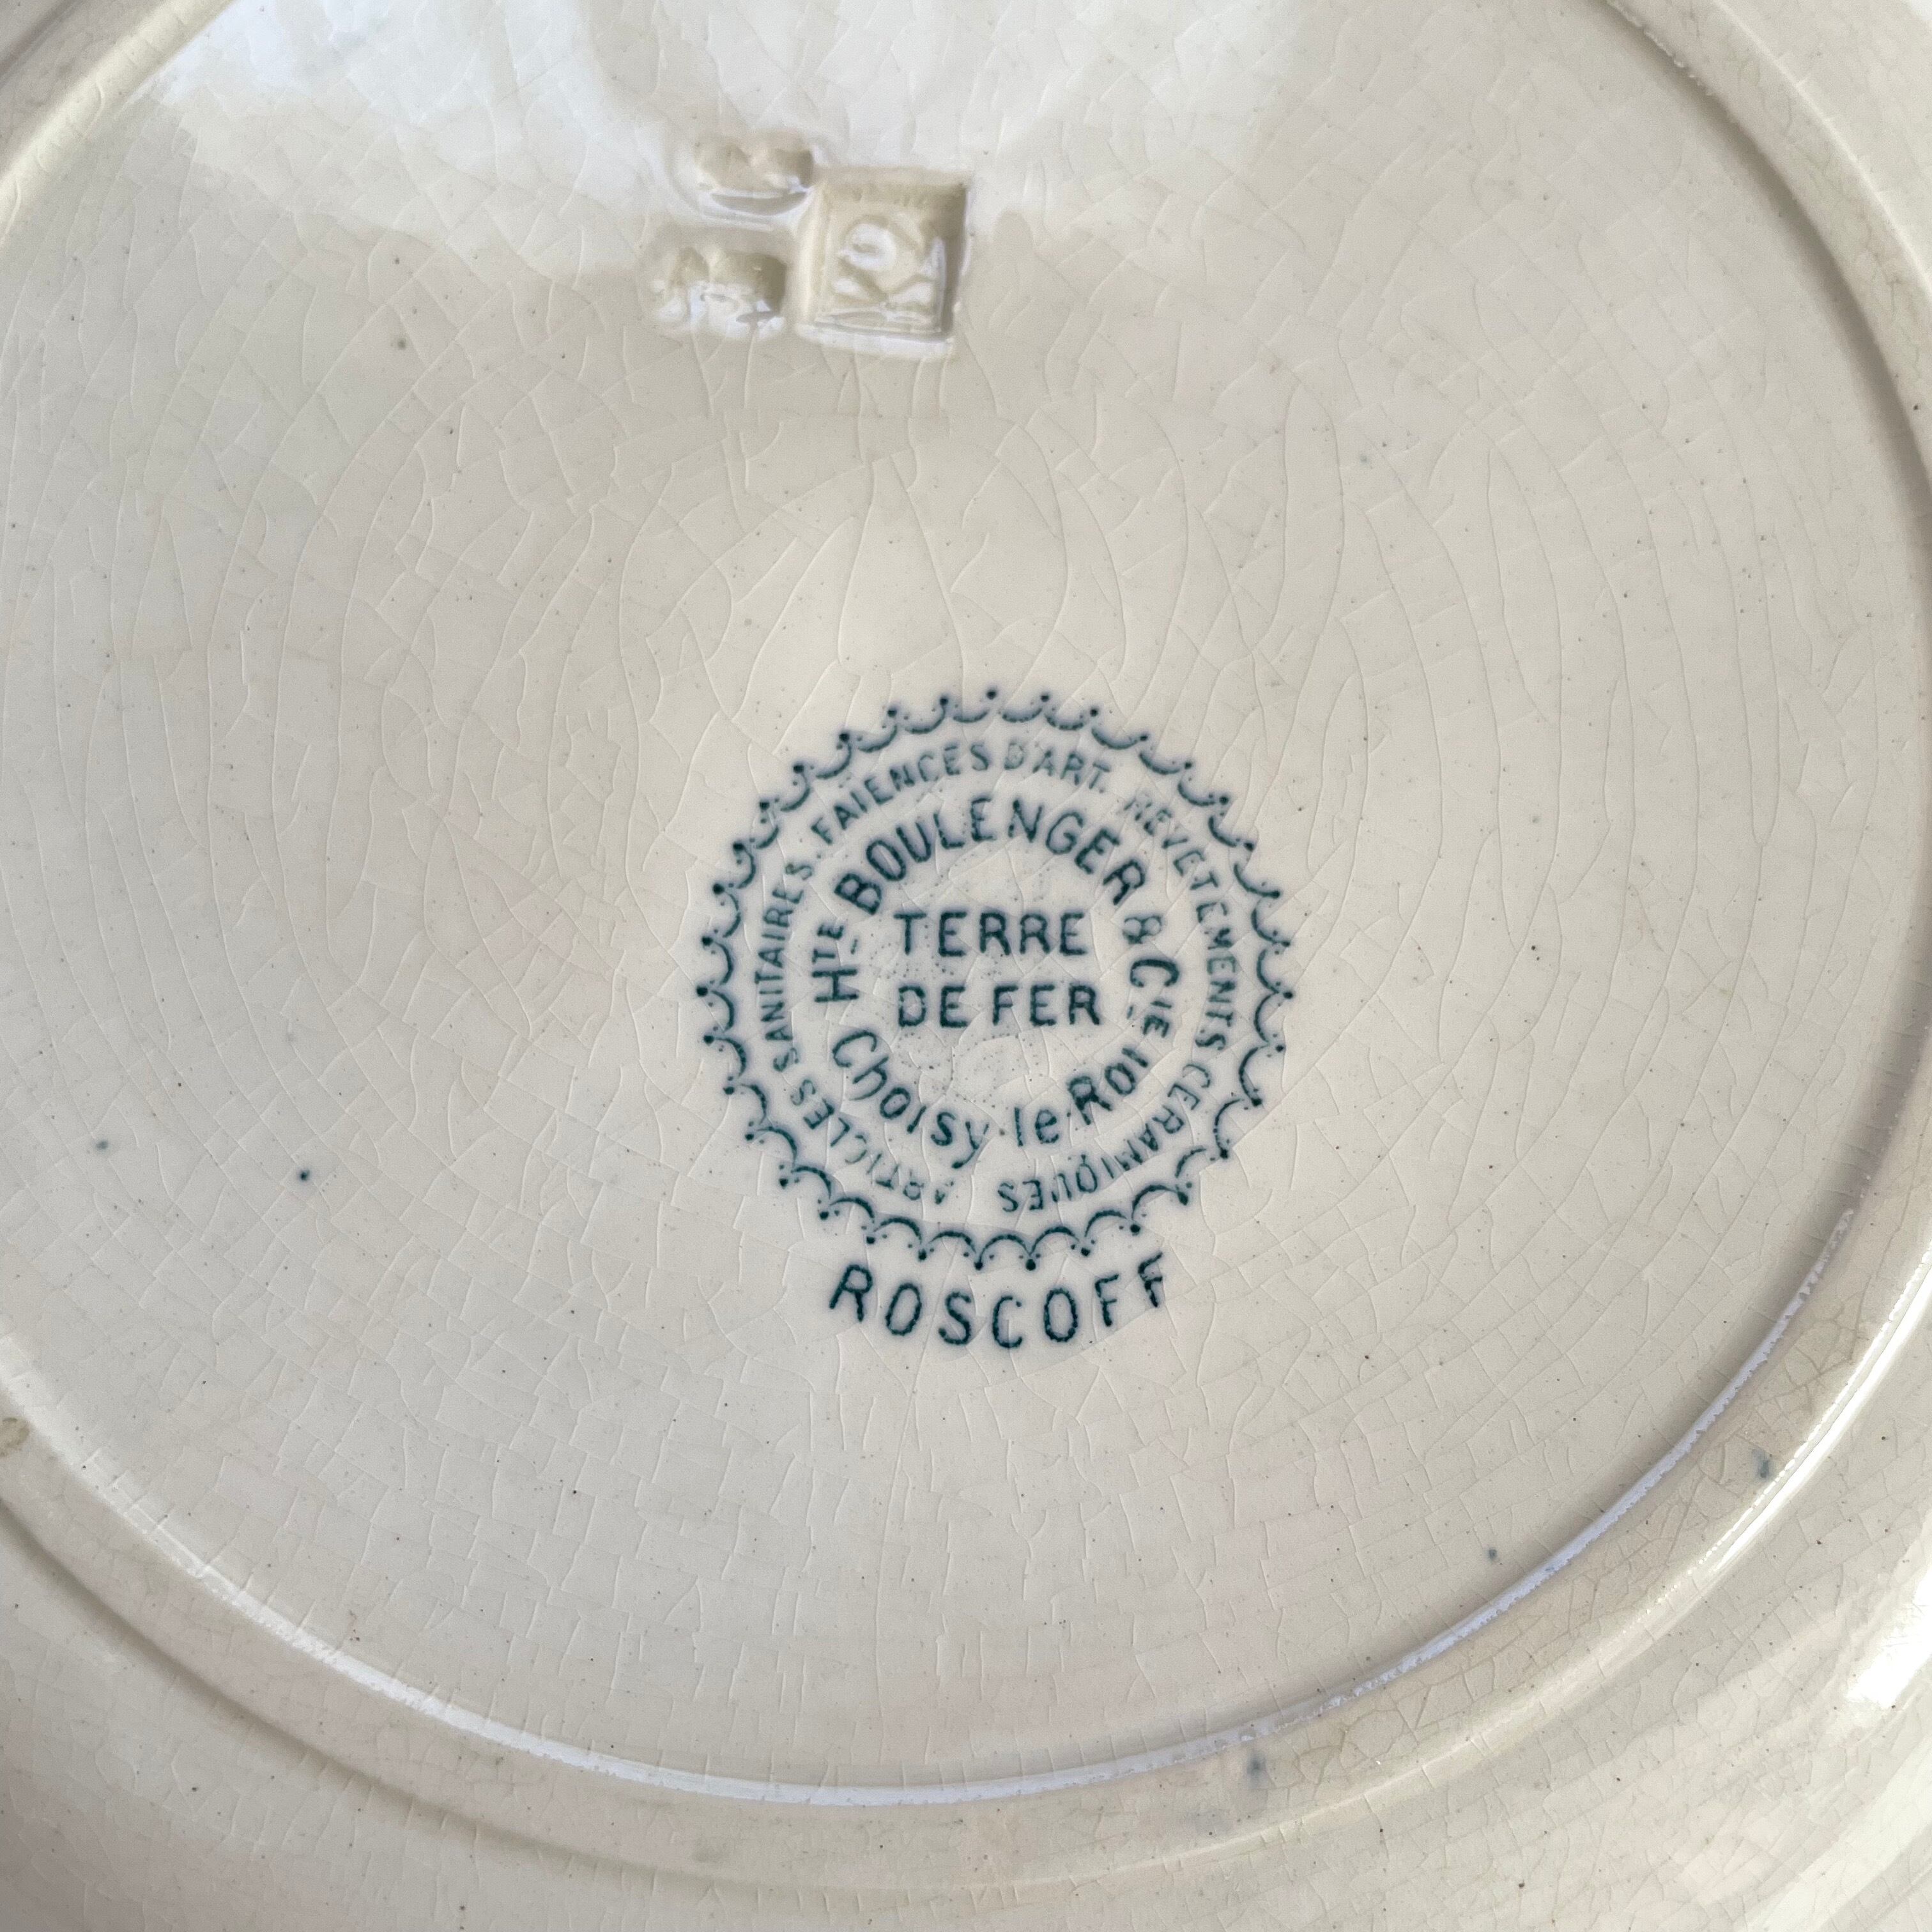 ARTICLES SANITAIRES. FAIENCES D'ART. REVETEMENTS CERAMIQUES
HTE BOULENGER & CIE
Choisy-le-Roi
TERRE
DE FER
ROSCOFF